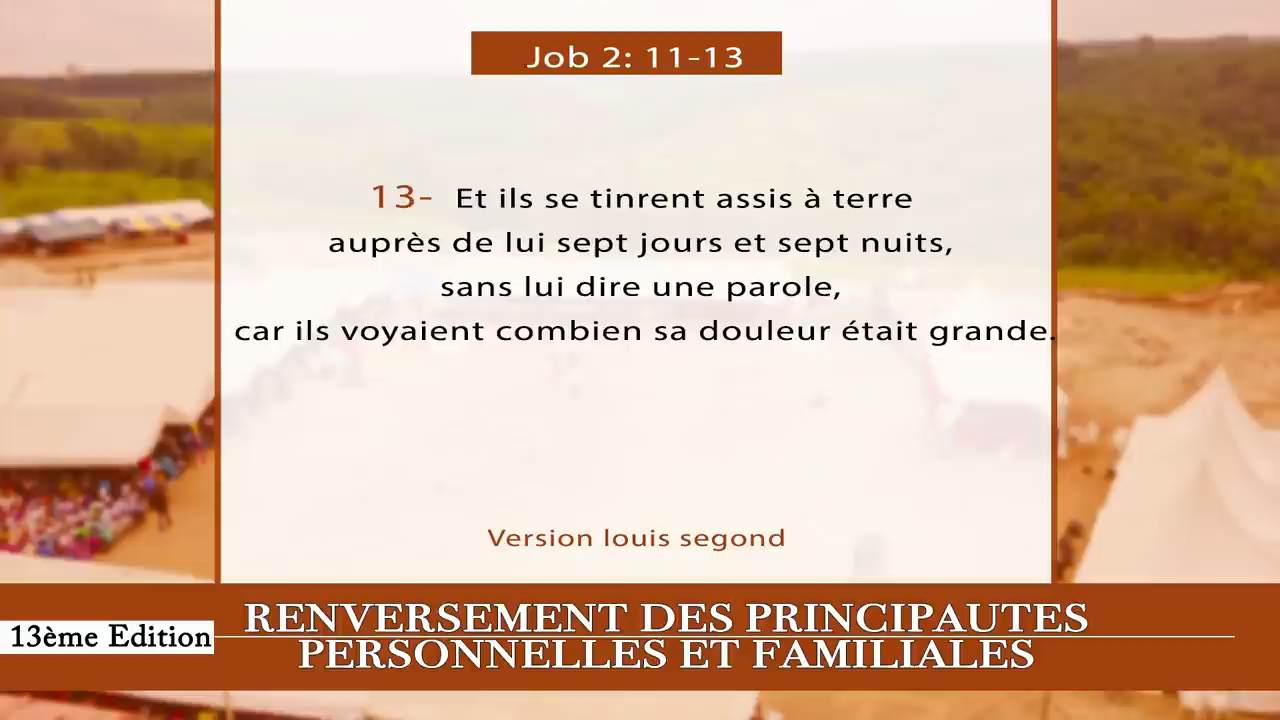 Job 2: 11-13
13- Et ils se tinrent assis à terre
auprès de lui sept jours et sept nuits,
sans lui dire une parole,
car ils voyaient combien sa douleur était grande.
Version louis segond
13ème Edition
RENVERSEMENT DES PRINCIPAUTES
PERSONNELLES ET FAMILIALES